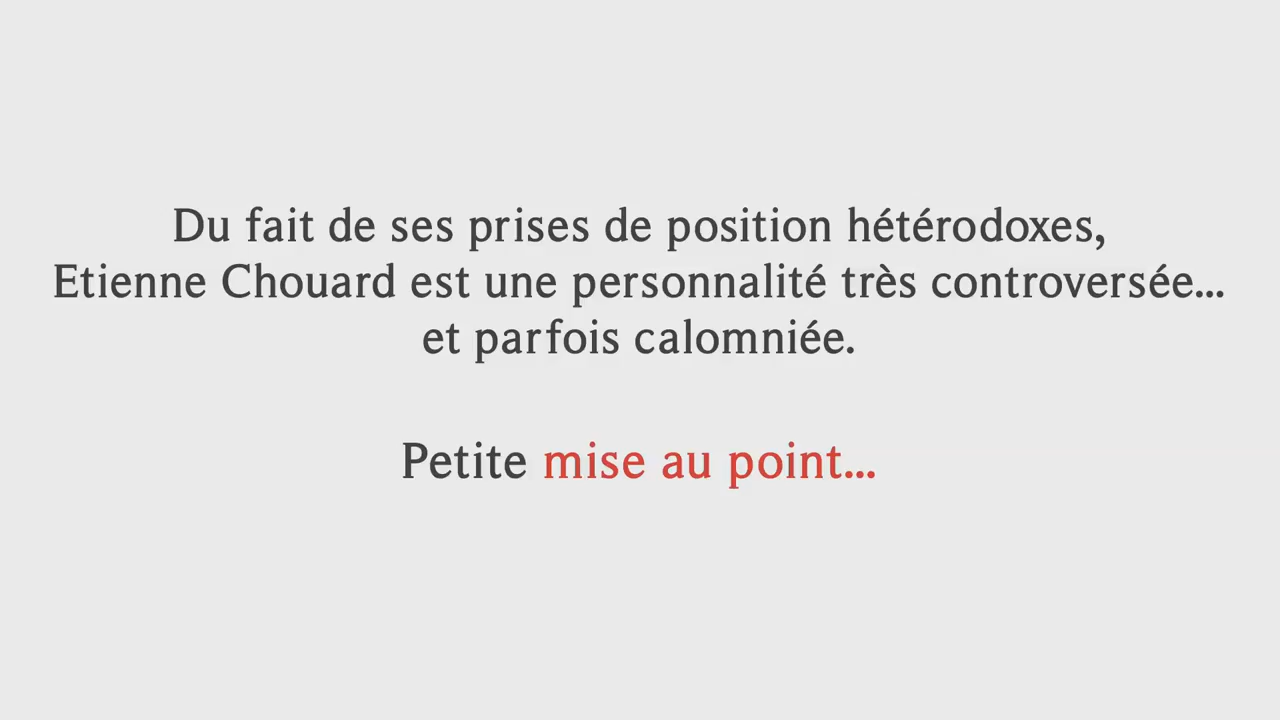 Du fait de ses prises de position hétérodoxes,
Etienne Chouard est une personnalité très controversée...
et parfois calomniée.
Petite mise au point...